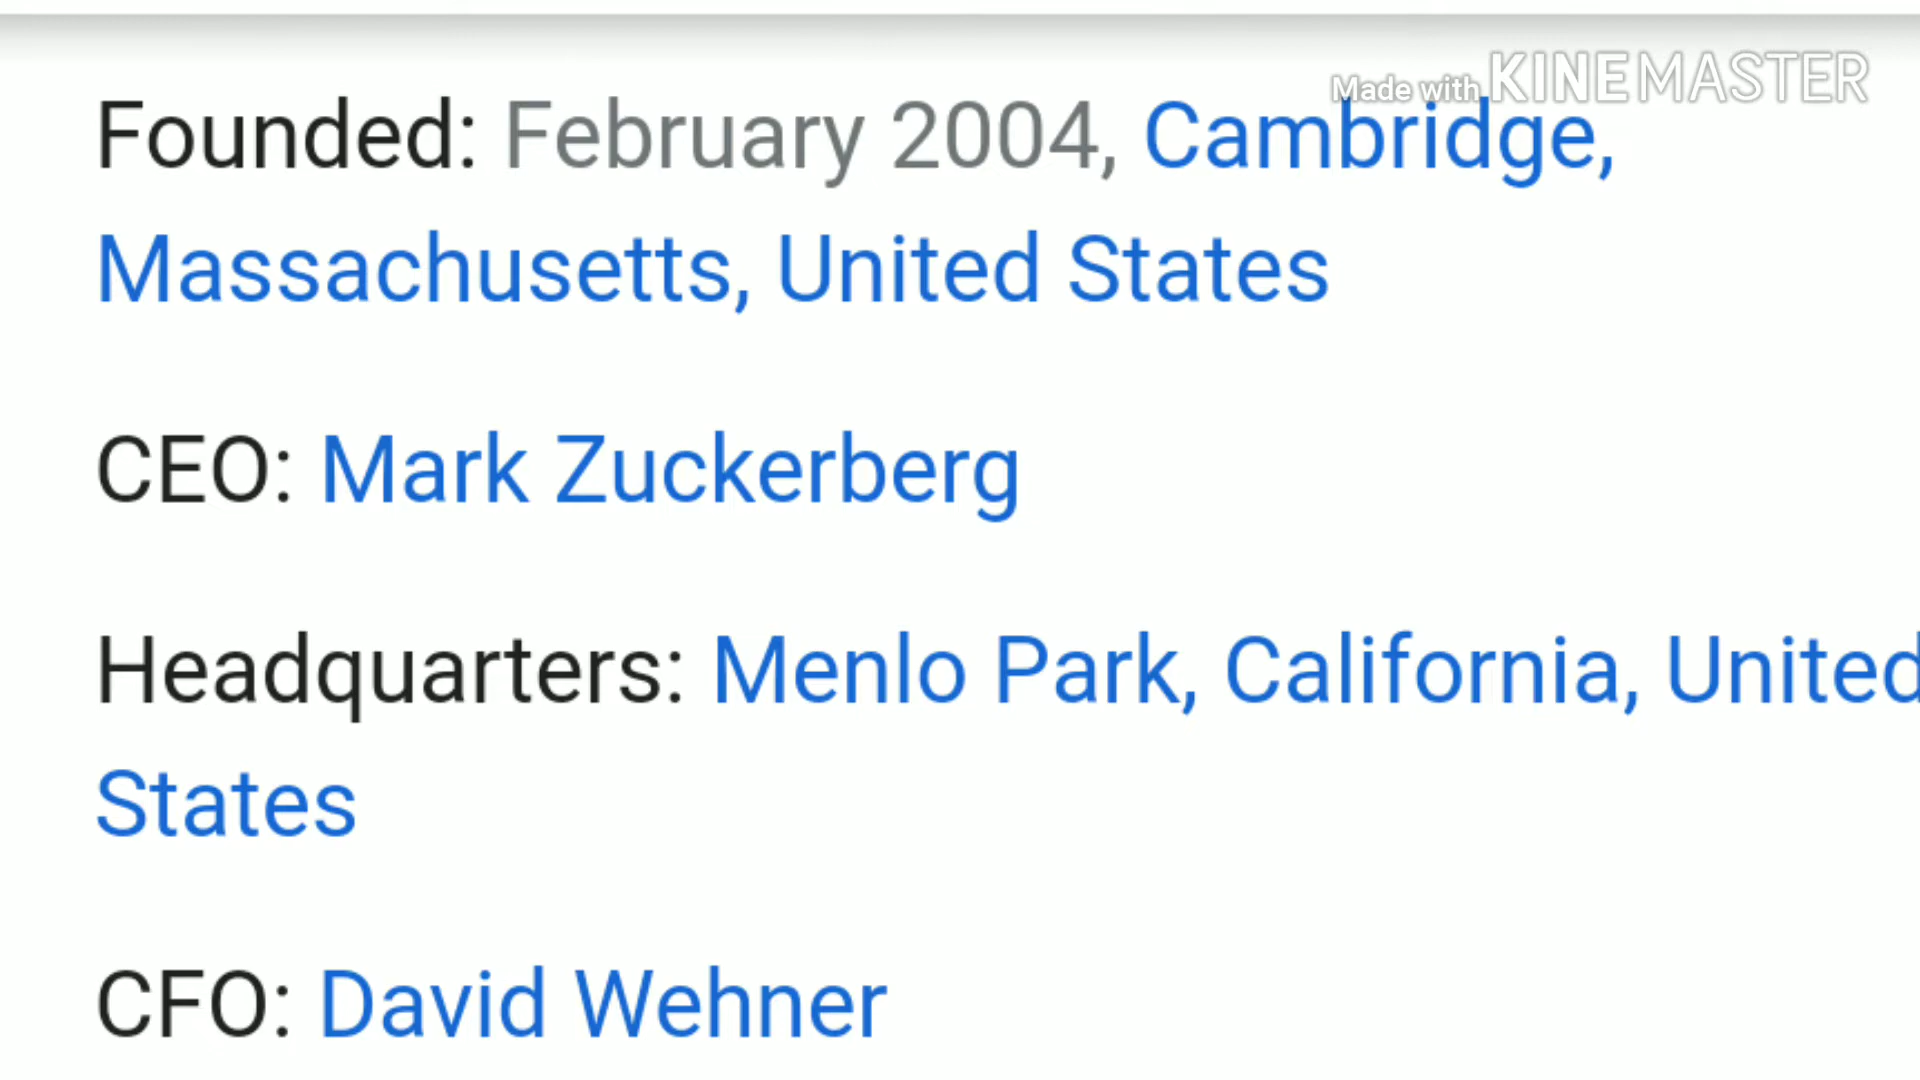 Made with KINEMASTER
Founded: February 2004, Cambridge,
Massachusetts, United States
CEO: Mark Zuckerberg
Headquarters: Menlo Park, California, United
States
CFO: David Wehner